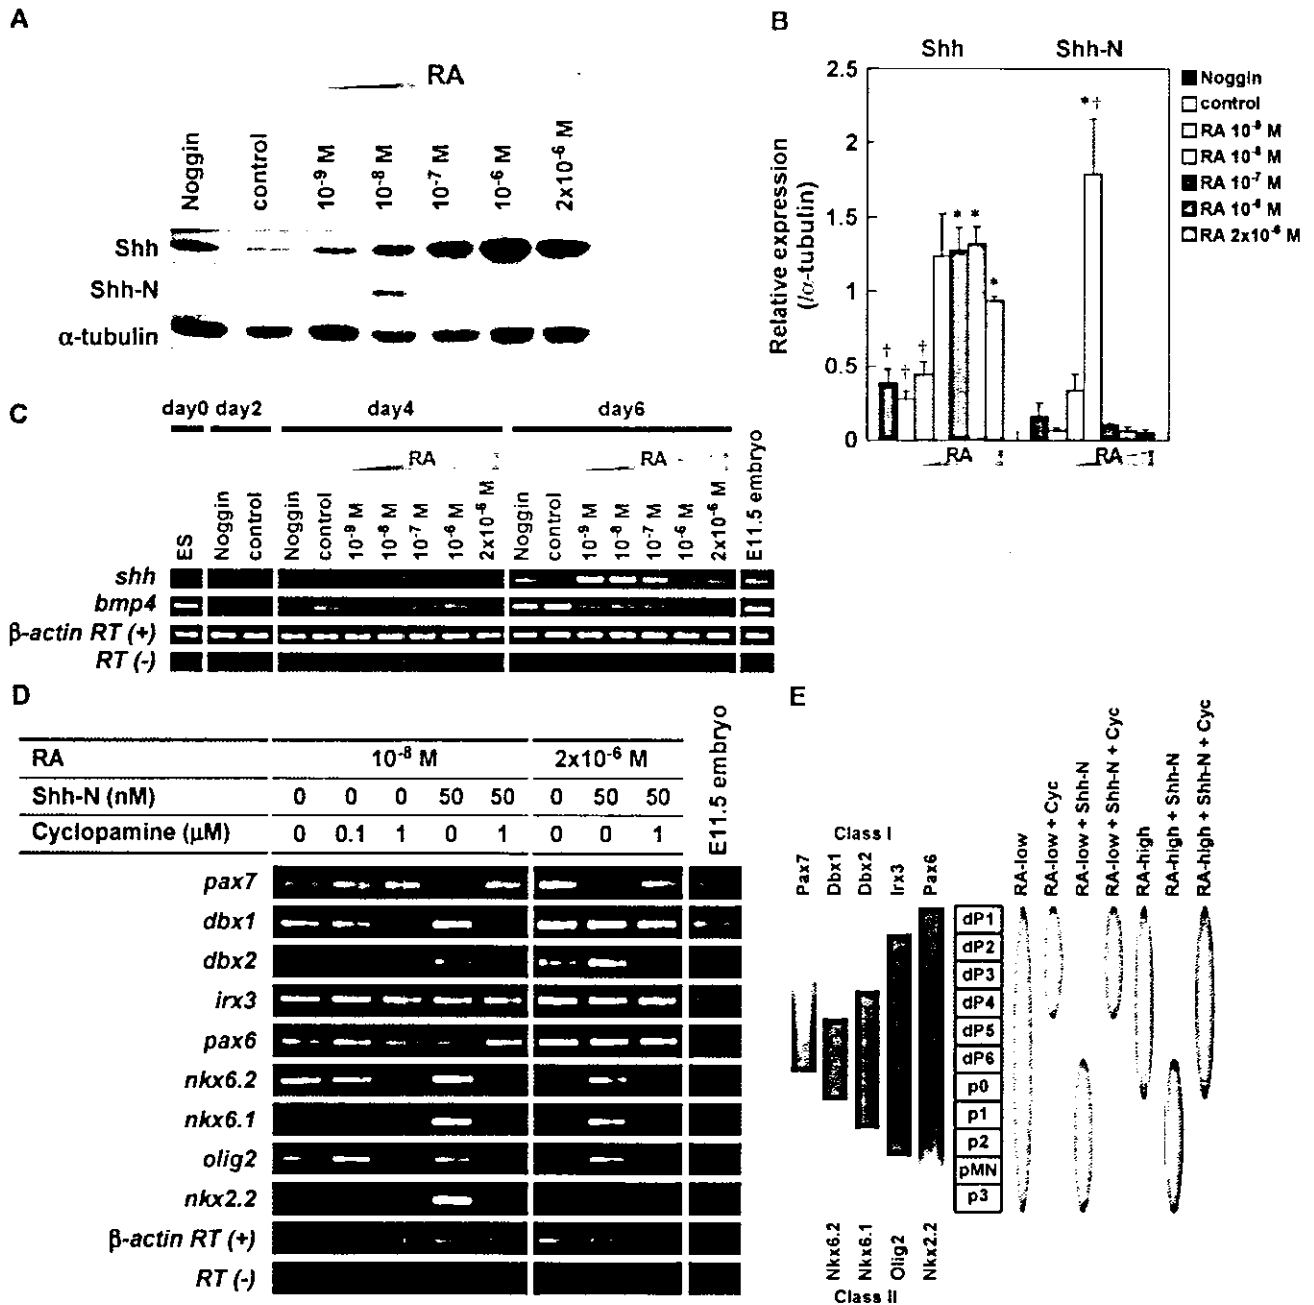 A
RA
Noggin
control
10⁻⁹ M
10⁻⁸ M
10⁻⁷ M
10⁻⁶ M
2x10⁻⁶ M
Shh
Shh-N
α-tubulin
B
Shh Shh-N
Relative expression
(/α-tubulin)
2.5
2
1.5
1
0.5
0
† † † * * * * †
RA RA
Noggin
control
RA 10⁻⁹ M
RA 10⁻⁸ M
RA 10⁻⁷ M
RA 10⁻⁶ M
RA 2x10⁻⁶ M
C
day0 day2 day4 day6
RA RA
ES
Noggin
control
Noggin
control
10⁻⁹ M
10⁻⁸ M
10⁻⁷ M
10⁻⁶ M
2x10⁻⁶ M
Noggin
control
10⁻⁹ M
10⁻⁸ M
10⁻⁷ M
10⁻⁶ M
2x10⁻⁶ M
E11.5 embryo
shh
bmp4
β-actin RT (+)
RT (-)
D
RA 10⁻⁸ M 2x10⁻⁶ M
Shh-N (nM) 0 0 0 50 50 0 50 50
Cyclopamine (μM) 0 0.1 1 0 1 0 0 1
E11.5 embryo
pax7
dbx1
dbx2
irx3
pax6
nkx6.2
nkx6.1
olig2
nkx2.2
β-actin RT (+)
RT (-)
E
Class I
Pax7
Dbx1
Dbx2
Irx3
Pax6
RA-low
RA-low + Cyc
RA-low + Shh-N
RA-low + Shh-N + Cyc
RA-high
RA-high + Shh-N
RA-high + Shh-N + Cyc
dP1
dP2
dP3
dP4
dP5
dP6
p0
p1
p2
pMN
p3
Nkx6.2
Nkx6.1
Olig2
Nkx2.2
Class II